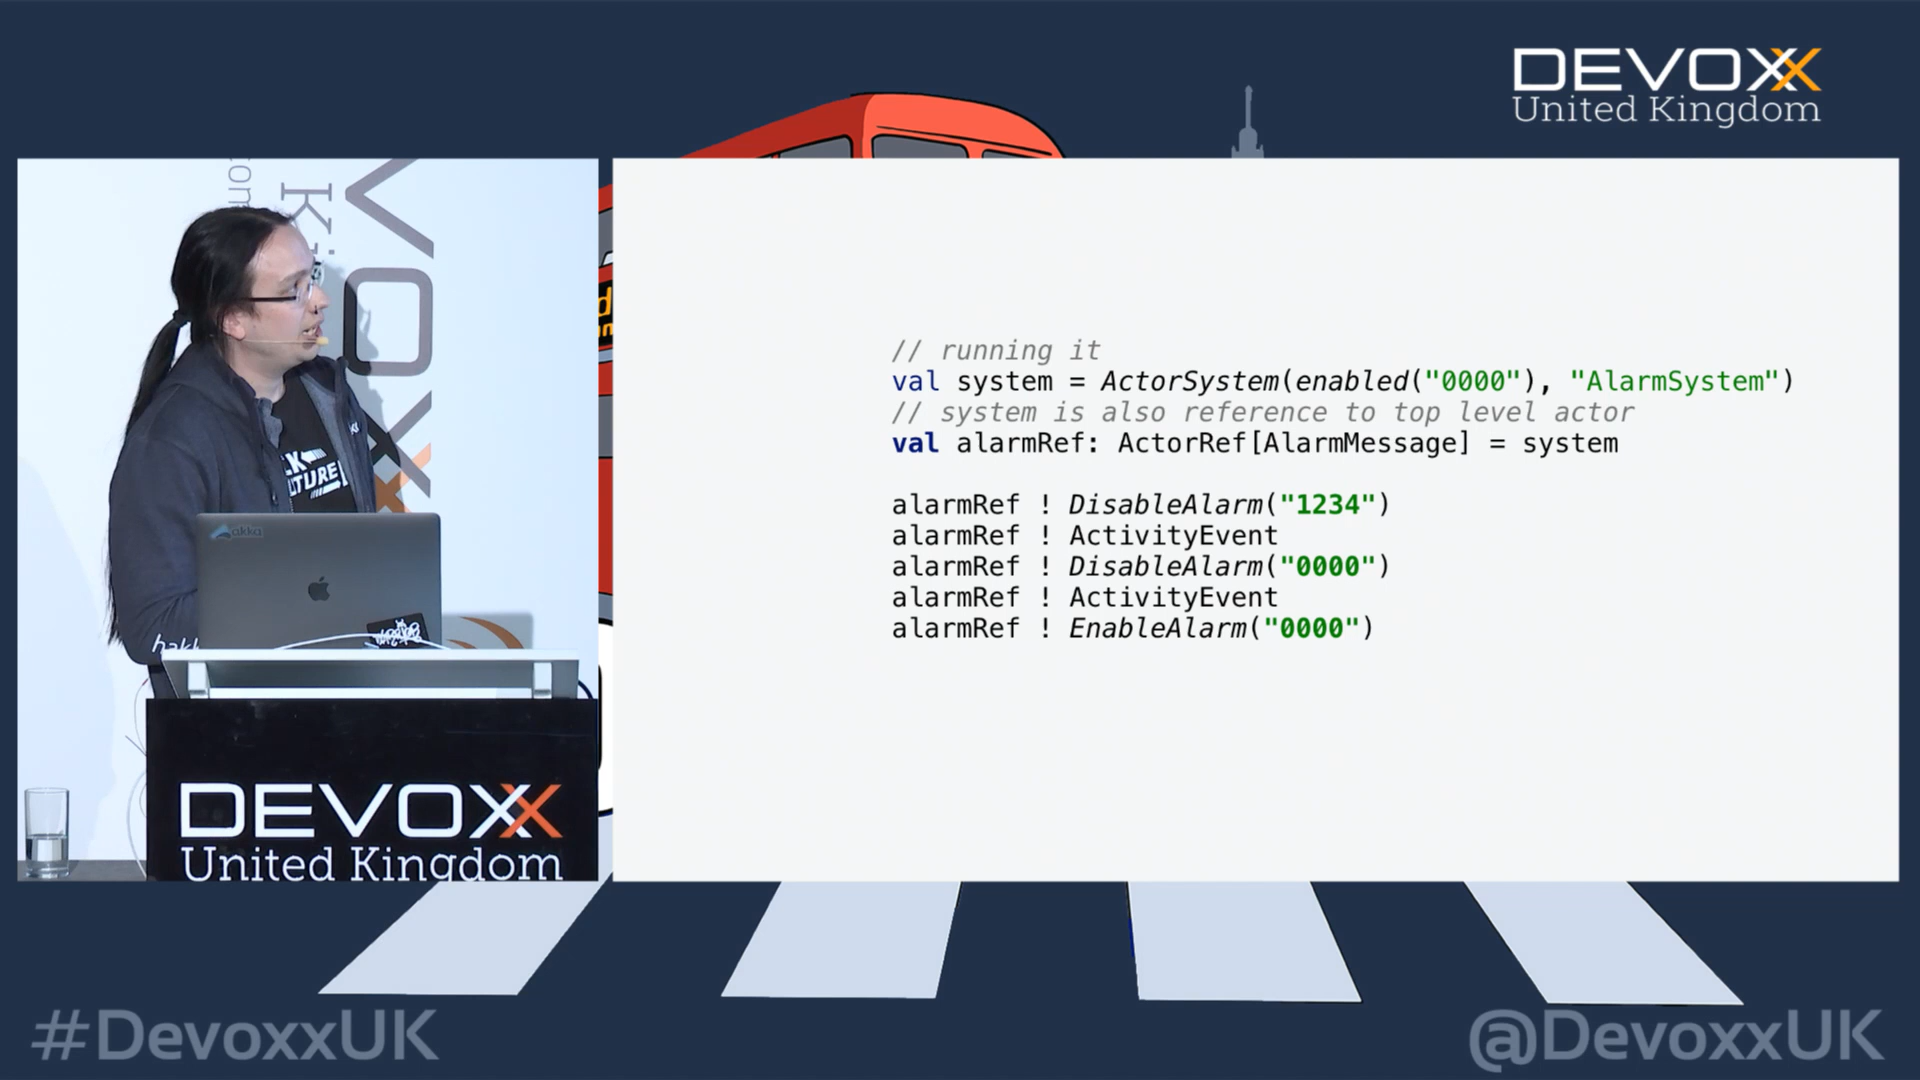 DEVOXX
United Kingdom
// running it
val system = ActorSystem(enabled("0000"), "AlarmSystem")
// system is also reference to top level actor
val alarmRef: ActorRef[AlarmMessage] = system
alarmRef ! DisableAlarm("1234")
alarmRef ! ActivityEvent
alarmRef ! DisableAlarm("0000")
alarmRef ! ActivityEvent
alarmRef ! EnableAlarm("0000")
akka
DEVOXX
United Kingdom
#DevoxxUK
@DevoxxUK